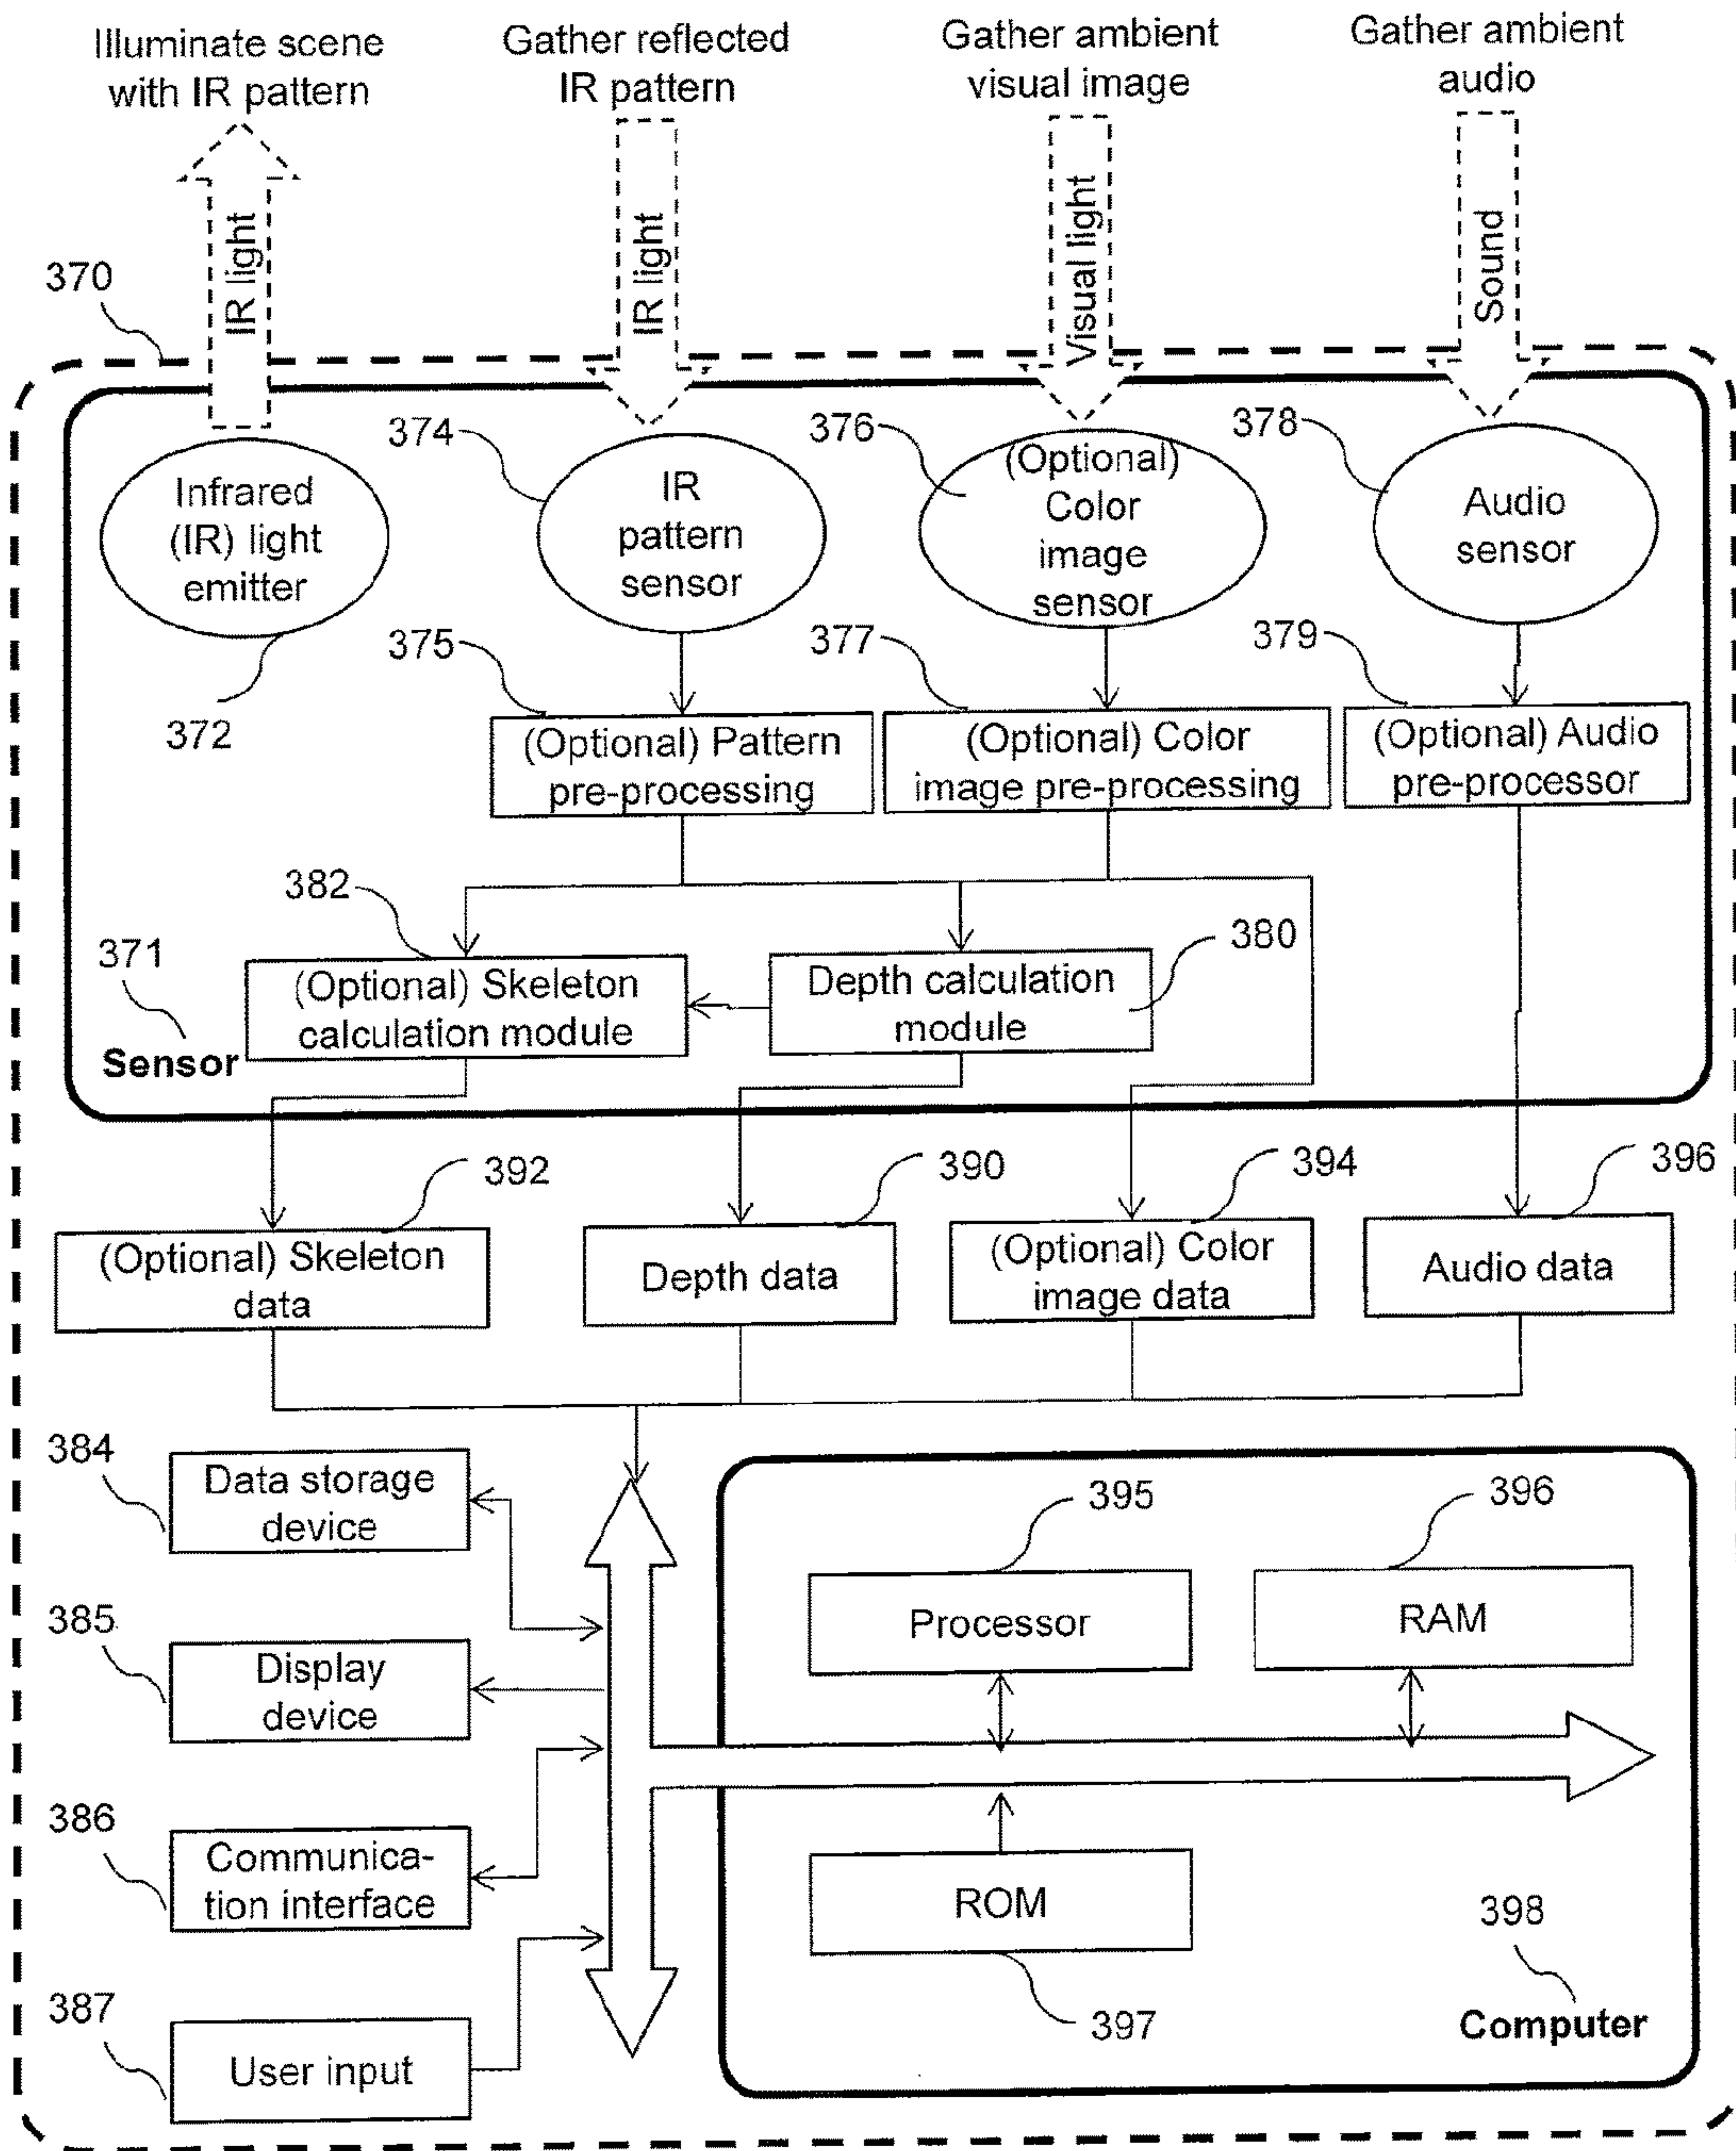 Illuminate scene
with IR pattern
Gather reflected
IR pattern
Gather ambient
visual image
Gather ambient
audio
IR light
IR light
Visual light
Sound
370
374
376
378
Infrared
(IR) light
emitter
IR
pattern
sensor
(Optional)
Color
image
sensor
Audio
sensor
372
375
377
379
(Optional) Pattern
pre-processing
(Optional) Color
image pre-processing
(Optional) Audio
pre-processor
382
380
371
Sensor
(Optional) Skeleton
calculation module
Depth calculation
module
392
390
394
396
(Optional) Skeleton
data
Depth data
(Optional) Color
image data
Audio data
384
Data storage
device
385
Display
device
386
Communica-
tion interface
387
User input
395
Processor
396
RAM
ROM
397
398
Computer